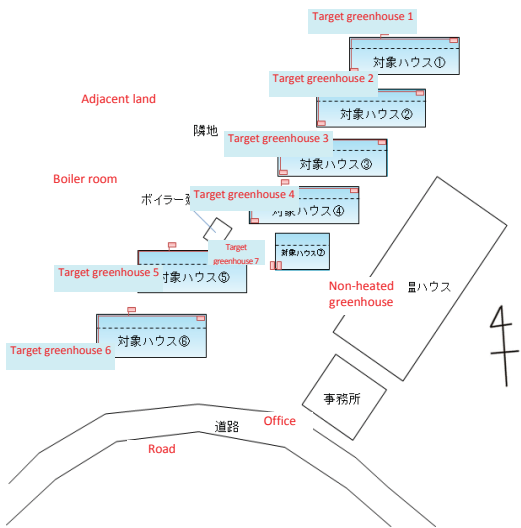 Target greenhouse 1
対象ハウス①
Target greenhouse 2
対象ハウス②
Adjacent land
隣地
Target greenhouse 3
対象ハウス③
Boiler room
ボイラー
Target greenhouse 4
対象ハウス④
Target
greenhouse 7
対象ハウス⑦
Target greenhouse 5
対象ハウス⑤
Non-heated
greenhouse
温ハウス
Target greenhouse 6
対象ハウス⑥
事務所
Office
道路
Road
4